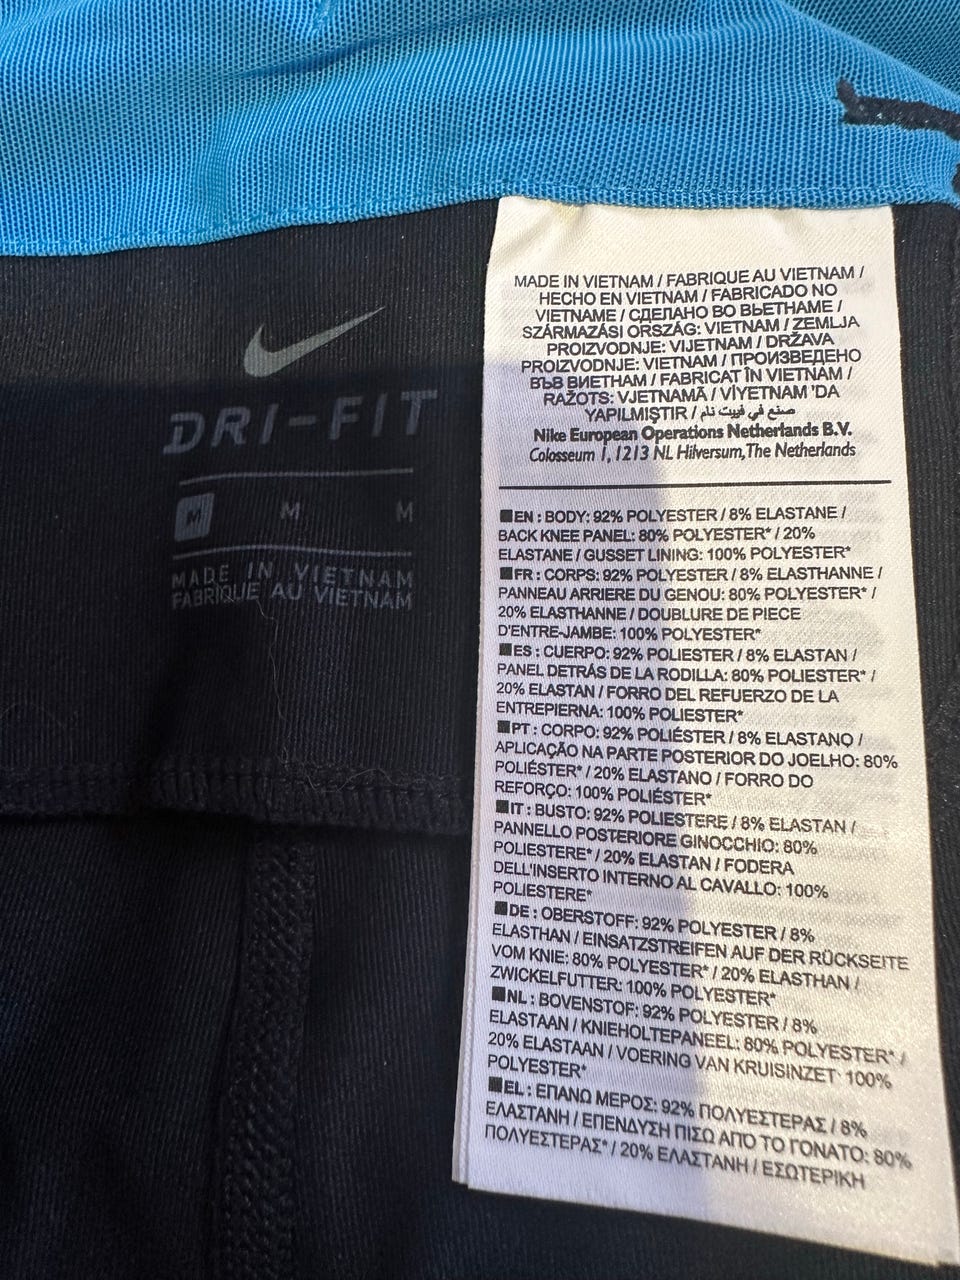 DRI-FIT
M M M
MADE IN VIETNAM
FABRIQUE AU VIETNAM
MADE IN VIETNAM / FABRIQUE AU VIETNAM /
HECHO EN VIETNAM / FABRICADO NO
VIETNAME / СДЕЛАНО ВО ВЬЕТНАМЕ /
SZÁRMAZÁSI ORSZÁG: VIETNAM / ZEMLJA
PROIZVODNJE: VIJETNAM / DRŽAVA
PROIZVODNJE: VIETNAM / ПРОИЗВЕДЕНО
ВЪВ ВИЕТНАМ / FABRICAT ÎN VIETNAM /
RAŽOTS: VJETNAMĀ / VİYETNAM 'DA
YAPILMIŞTIR / صنع في فييت نام
Nike European Operations Netherlands B.V.
Colosseum 1, 1213 NL Hilversum, The Netherlands
■EN : BODY: 92% POLYESTER / 8% ELASTANE /
BACK KNEE PANEL: 80% POLYESTER* / 20%
ELASTANE / GUSSET LINING: 100% POLYESTER*
■FR : CORPS: 92% POLYESTER / 8% ELASTHANNE /
PANNEAU ARRIERE DU GENOU: 80% POLYESTER* /
20% ELASTHANNE / DOUBLURE DE PIECE
D'ENTRE-JAMBE: 100% POLYESTER*
■ES : CUERPO: 92% POLIESTER / 8% ELASTAN /
PANEL DETRÁS DE LA RODILLA: 80% POLIESTER* /
20% ELASTAN / FORRO DEL REFUERZO DE LA
ENTREPIERNA: 100% POLIESTER*
■PT : CORPO: 92% POLIÉSTER / 8% ELASTANO /
APLICAÇÃO NA PARTE POSTERIOR DO JOELHO: 80%
POLIÉSTER* / 20% ELASTANO / FORRO DO
REFORÇO: 100% POLIÉSTER*
■IT : BUSTO: 92% POLIESTERE / 8% ELASTAN /
PANNELLO POSTERIORE GINOCCHIO: 80%
POLIESTERE* / 20% ELASTAN / FODERA
DELL'INSERTO INTERNO AL CAVALLO: 100%
POLIESTERE*
■DE : OBERSTOFF: 92% POLYESTER / 8%
ELASTHAN / EINSATZSTREIFEN AUF DER RÜCKSEITE
VOM KNIE: 80% POLYESTER* / 20% ELASTHAN /
ZWICKELFUTTER: 100% POLYESTER*
■NL : BOVENSTOF: 92% POLYESTER / 8%
ELASTAAN / KNIEHOLTEPANEEL: 80% POLYESTER* /
20% ELASTAAN / VOERING VAN KRUISINZET: 100%
POLYESTER*
■EL : ΕΠΑΝΩ ΜΕΡΟΣ: 92% ΠΟΛΥΕΣΤΕΡΑΣ / 8%
ΕΛΑΣΤΑΝΗ / ΕΠΕΝΔΥΣΗ ΠΙΣΩ ΑΠΟ ΤΟ ΓΟΝΑΤΟ: 80%
ΠΟΛΥΕΣΤΕΡΑΣ* / 20% ΕΛΑΣΤΑΝΗ / ΕΣΩΤΕΡΙΚΗ